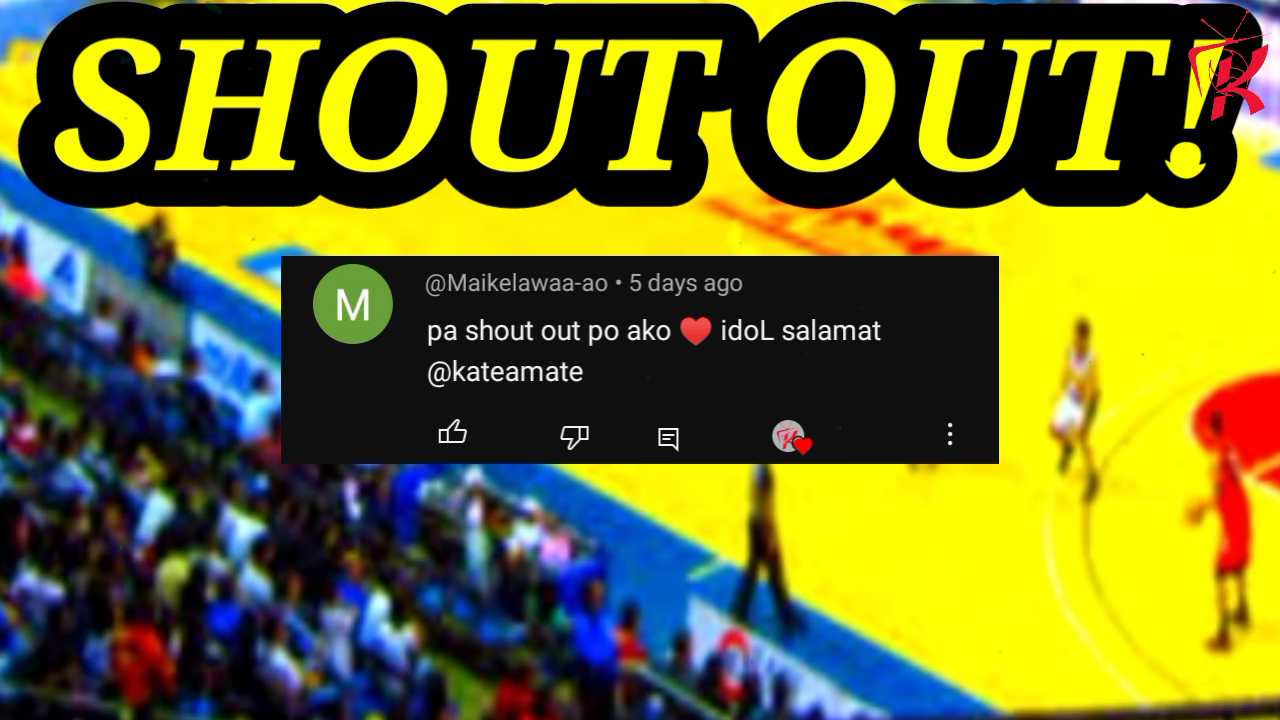 SHOUT OUT!
M
@Maikelawaa-ao • 5 days ago
pa shout out po ako ❤️ idoL salamat
@kateamate